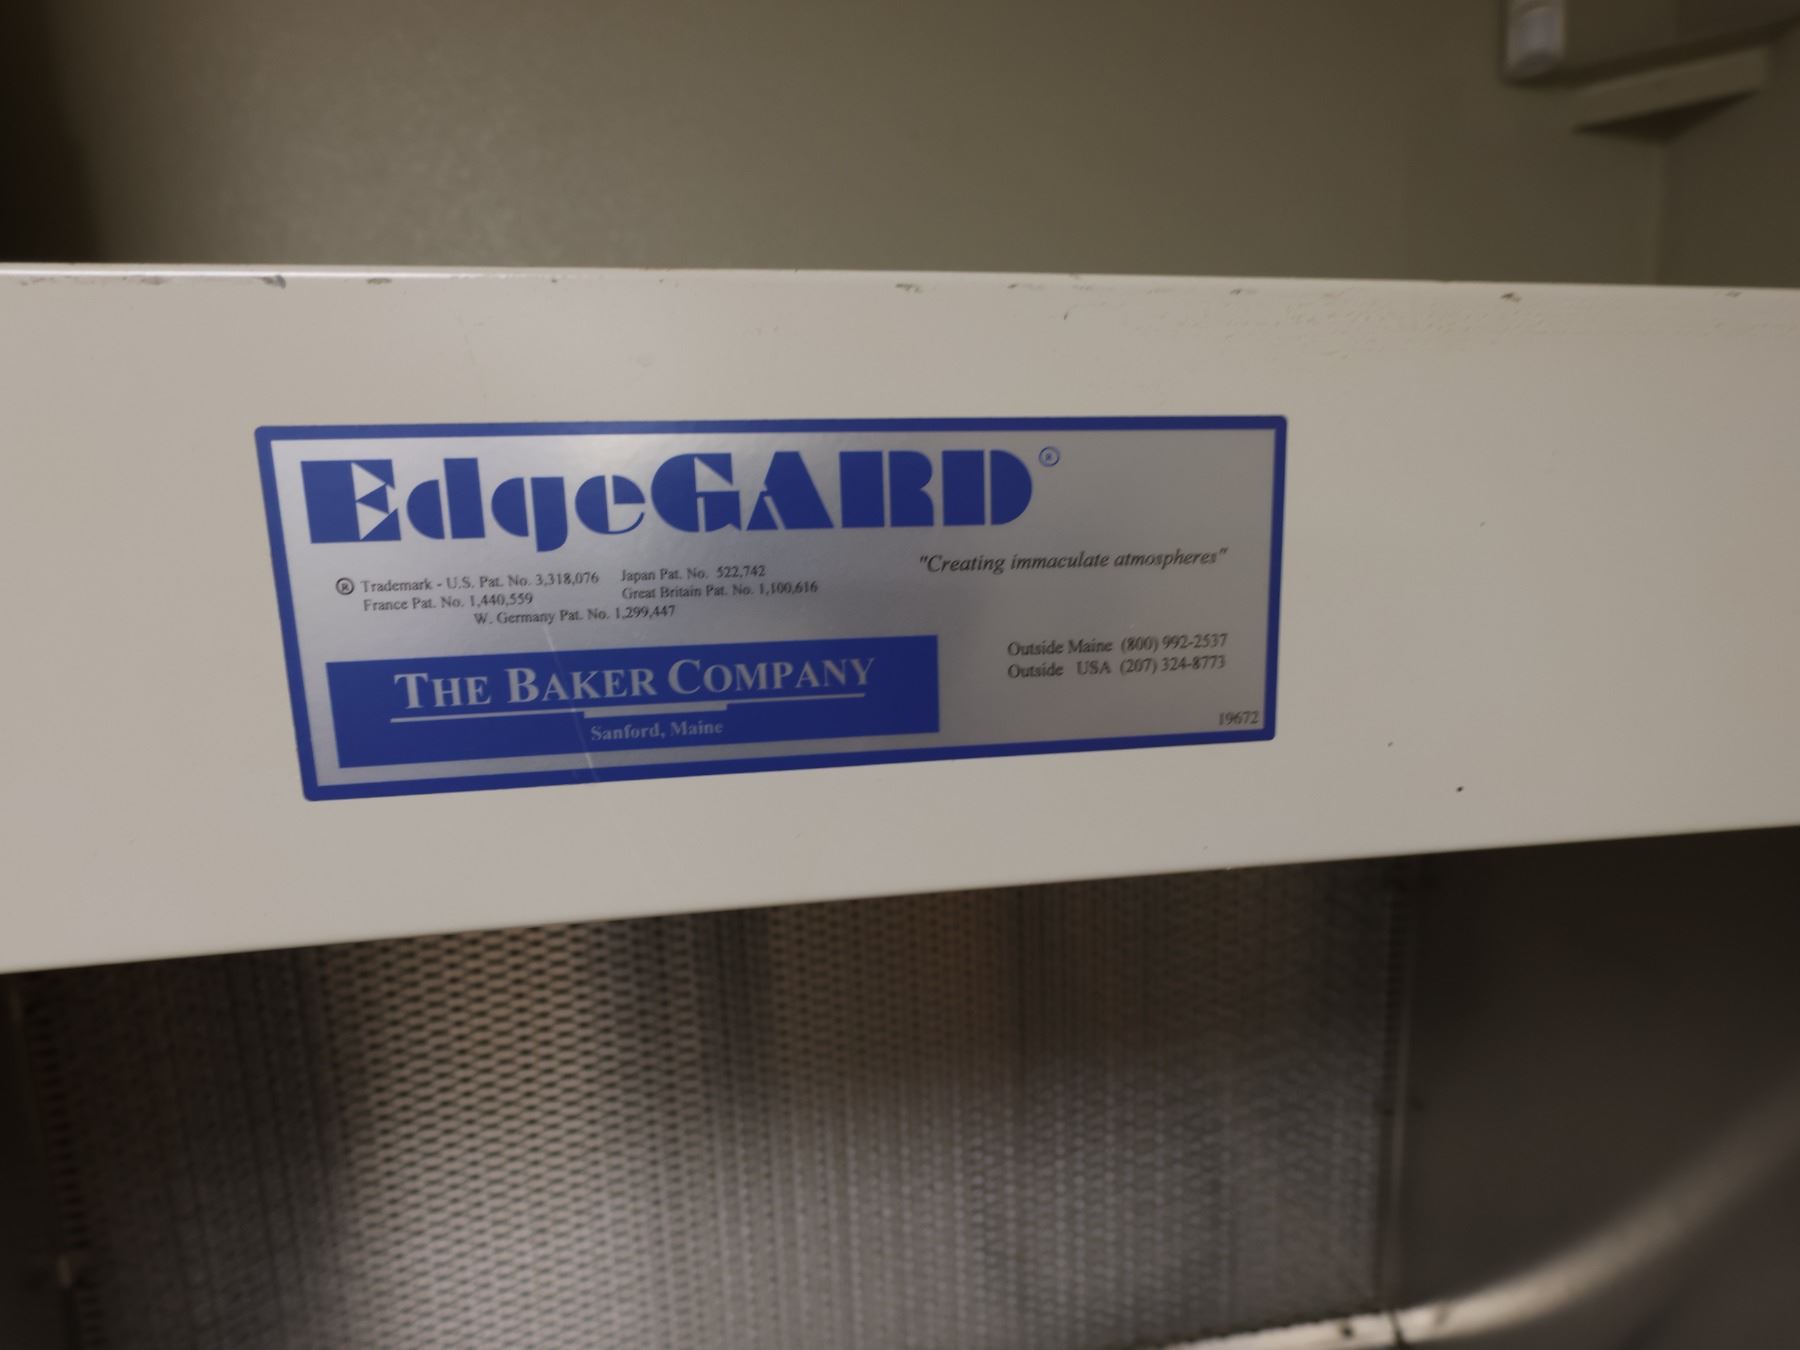 EdgeGARD®
"Creating immaculate atmospheres"
® Trademark - U.S. Pat. No. 3,318,076 Japan Pat. No. 522,742
France Pat. No. 1,440,559 Great Britain Pat. No. 1,100,616
W. Germany Pat. No. 1,299,447
THE BAKER COMPANY
Sanford, Maine
Outside Maine (800) 992-2537
Outside USA (207) 324-8773
19672